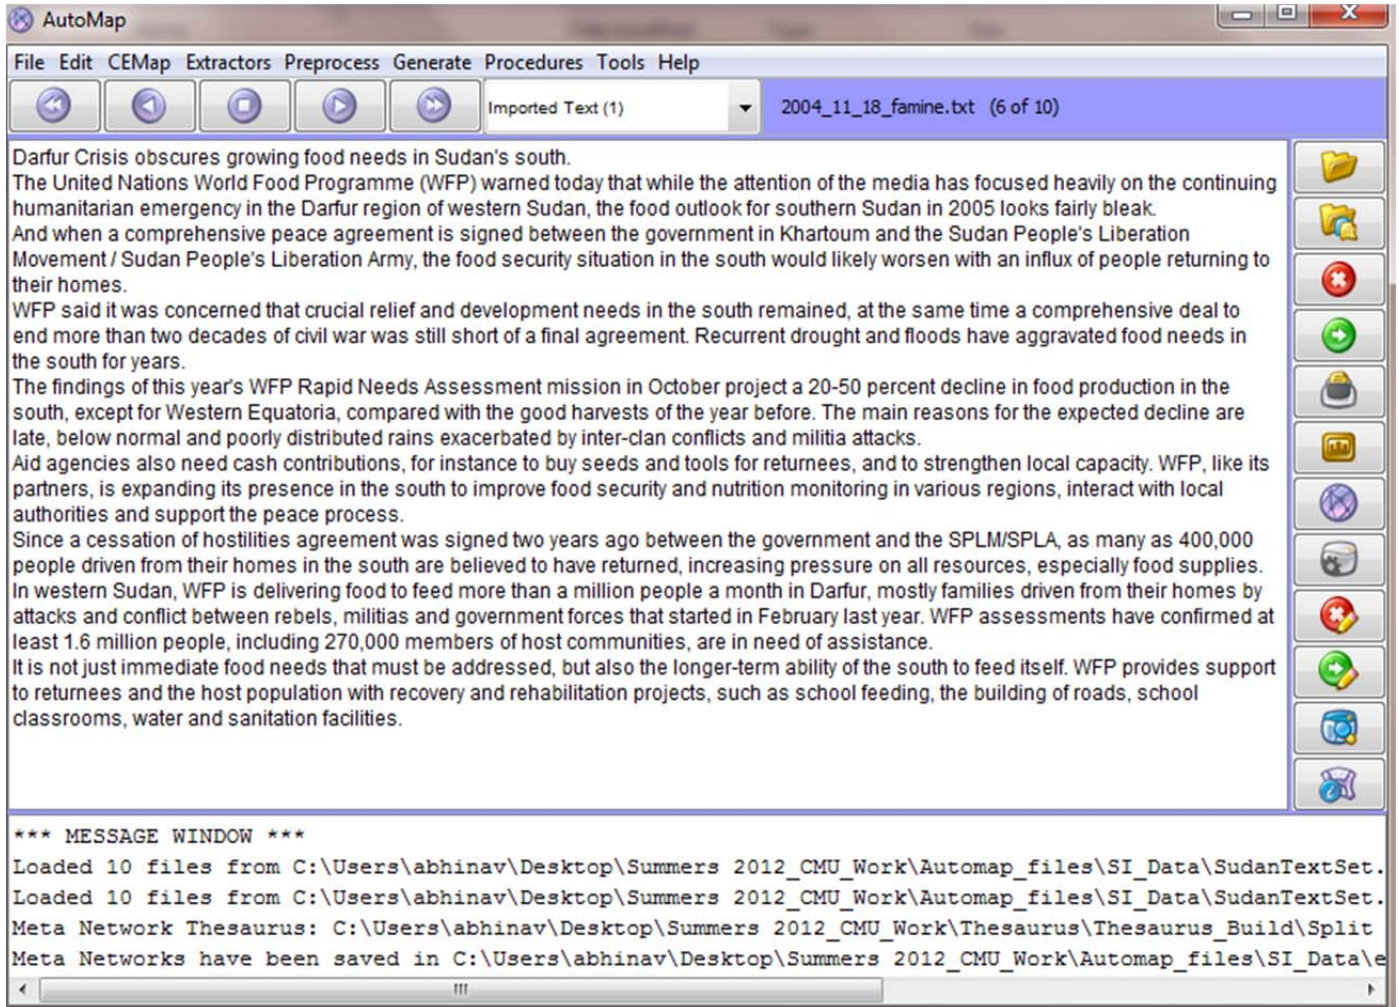 AutoMap
File Edit CEMap Extractors Preprocess Generate Procedures Tools Help
Imported Text (1)
2004_11_18_famine.txt (6 of 10)
Darfur Crisis obscures growing food needs in Sudan's south.
The United Nations World Food Programme (WFP) warned today that while the attention of the media has focused heavily on the continuing
humanitarian emergency in the Darfur region of western Sudan, the food outlook for southern Sudan in 2005 looks fairly bleak.
And when a comprehensive peace agreement is signed between the government in Khartoum and the Sudan People's Liberation
Movement / Sudan People's Liberation Army, the food security situation in the south would likely worsen with an influx of people returning to
their homes.
WFP said it was concerned that crucial relief and development needs in the south remained, at the same time a comprehensive deal to
end more than two decades of civil war was still short of a final agreement. Recurrent drought and floods have aggravated food needs in
the south for years.
The findings of this year's WFP Rapid Needs Assessment mission in October project a 20-50 percent decline in food production in the
south, except for Western Equatoria, compared with the good harvests of the year before. The main reasons for the expected decline are
late, below normal and poorly distributed rains exacerbated by inter-clan conflicts and militia attacks.
Aid agencies also need cash contributions, for instance to buy seeds and tools for returnees, and to strengthen local capacity. WFP, like its
partners, is expanding its presence in the south to improve food security and nutrition monitoring in various regions, interact with local
authorities and support the peace process.
Since a cessation of hostilities agreement was signed two years ago between the government and the SPLM/SPLA, as many as 400,000
people driven from their homes in the south are believed to have returned, increasing pressure on all resources, especially food supplies.
In western Sudan, WFP is delivering food to feed more than a million people a month in Darfur, mostly families driven from their homes by
attacks and conflict between rebels, militias and government forces that started in February last year. WFP assessments have confirmed at
least 1.6 million people, including 270,000 members of host communities, are in need of assistance.
It is not just immediate food needs that must be addressed, but also the longer-term ability of the south to feed itself. WFP provides support
to returnees and the host population with recovery and rehabilitation projects, such as school feeding, the building of roads, school
classrooms, water and sanitation facilities.
*** MESSAGE WINDOW ***
Loaded 10 files from C:\Users\abhinav\Desktop\Summers 2012_CMU_Work\Automap_files\SI_Data\SudanTextSet.
Loaded 10 files from C:\Users\abhinav\Desktop\Summers 2012_CMU_Work\Automap_files\SI_Data\SudanTextSet.
Meta Network Thesaurus: C:\Users\abhinav\Desktop\Summers 2012_CMU_Work\Thesaurus\Thesaurus_Build\Split
Meta Networks have been saved in C:\Users\abhinav\Desktop\Summers 2012_CMU_Work\Automap_files\SI_Data\e